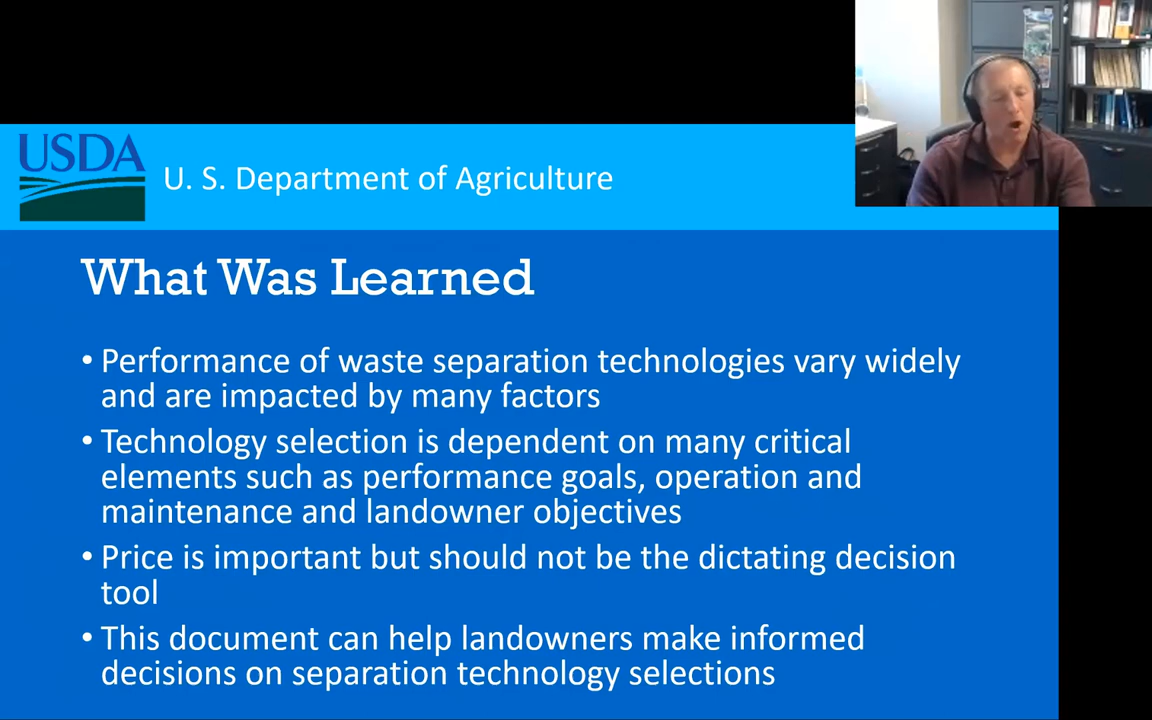 USDA
U. S. Department of Agriculture
What Was Learned
• Performance of waste separation technologies vary widely
and are impacted by many factors
• Technology selection is dependent on many critical
elements such as performance goals, operation and
maintenance and landowner objectives
• Price is important but should not be the dictating decision
tool
• This document can help landowners make informed
decisions on separation technology selections